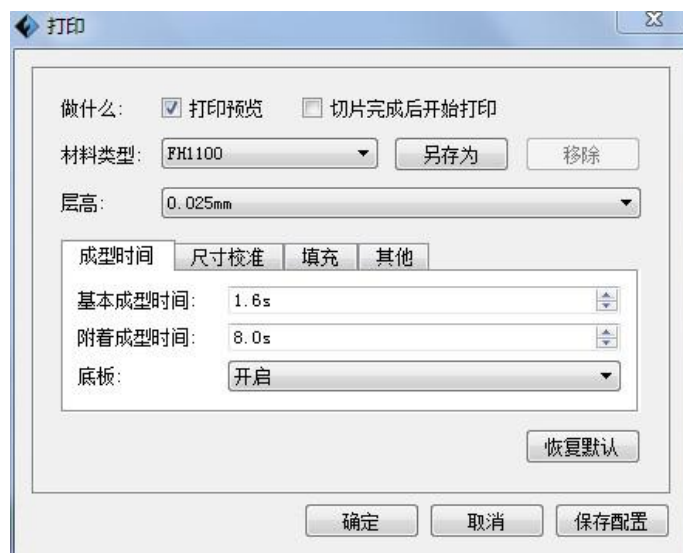 打印
做什么: 打印预览 切片完成后开始打印
材料类型: FH1100 另存为 移除
层高: 0.025mm
成型时间 尺寸校准 填充 其他
基本成型时间: 1.6s
附着成型时间: 8.0s
底板: 开启
恢复默认
确定 取消 保存配置